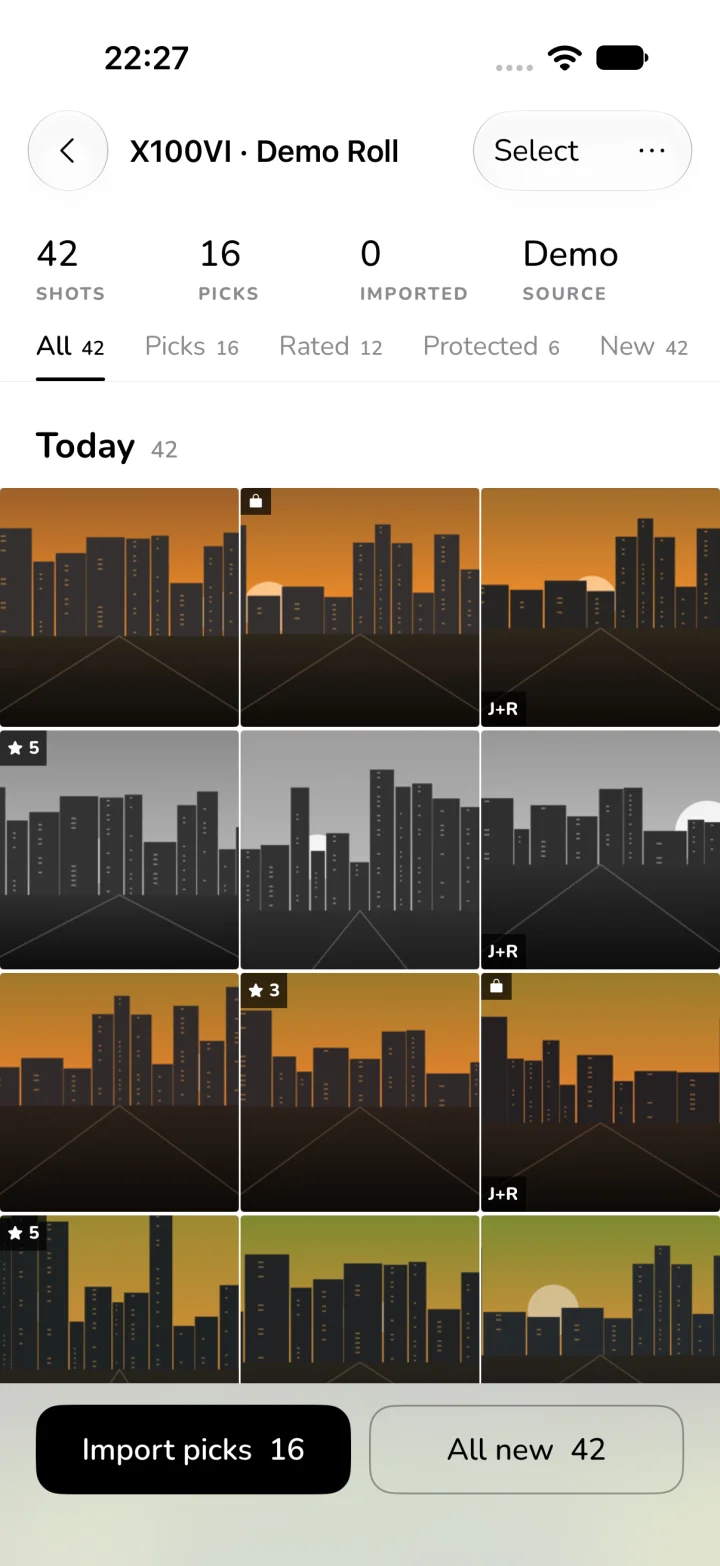 22:27
X100VI · Demo Roll
Select ···
42 16 0 Demo
SHOTS PICKS IMPORTED SOURCE
All 42 Picks 16 Rated 12 Protected 6 New 42
Today 42
J+R
5
J+R
3
J+R
5
Import picks 16
All new 42